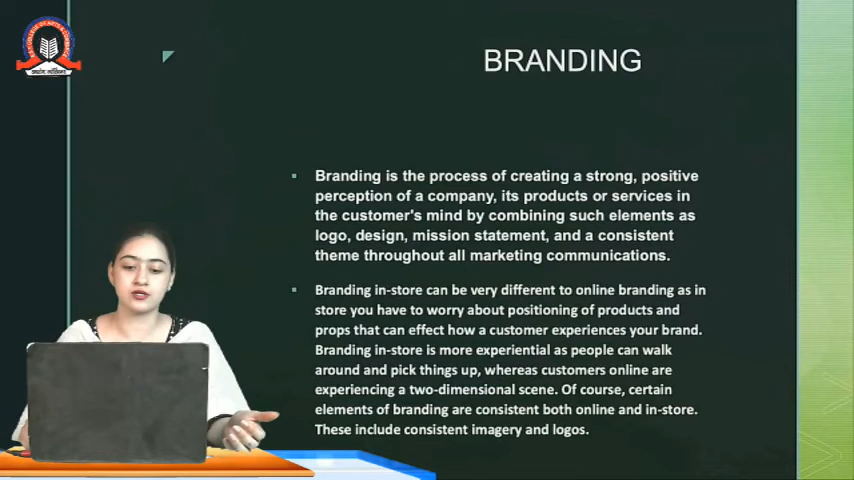 BRANDING
Branding is the process of creating a strong, positive
perception of a company, its products or services in
the customer's mind by combining such elements as
logo, design, mission statement, and a consistent
theme throughout all marketing communications.
Branding in-store can be very different to online branding as in
store you have to worry about positioning of products and
props that can effect how a customer experiences your brand.
Branding in-store is more experiential as people can walk
around and pick things up, whereas customers online are
experiencing a two-dimensional scene. Of course, certain
elements of branding are consistent both online and in-store.
These include consistent imagery and logos.